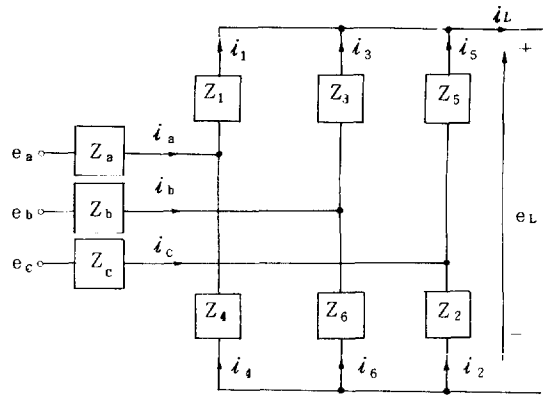 i_L
i_1 i_3 i_5 +
Z_1 Z_3 Z_5
i_a
e_a Z_a
i_b
e_b Z_b
e_L
i_c
e_c Z_c
Z_4 Z_6 Z_2
−
i_4 i_6 i_2